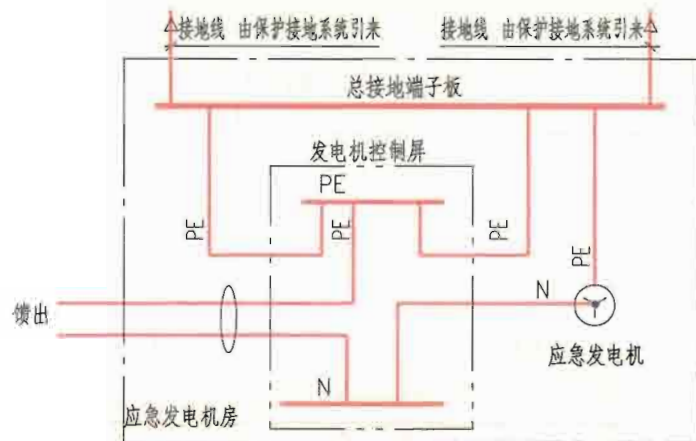 接地线 由保护接地系统引来
接地线 由保护接地系统引来
总接地端子板
发电机控制屏
PE
PE
PE
PE
PE
N
馈出
应急发电机
N
应急发电机房